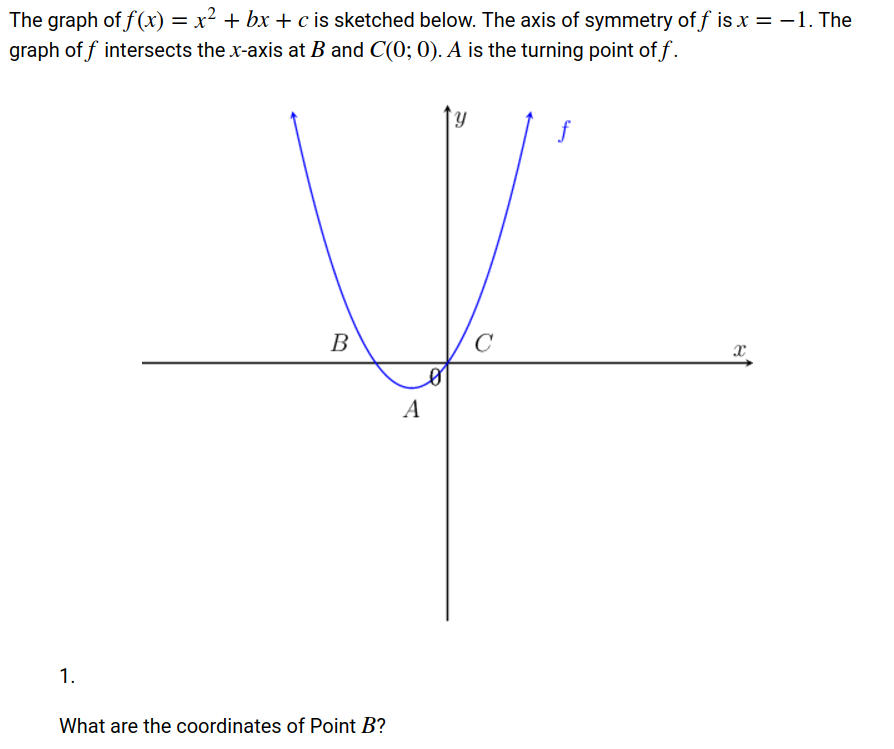 The graph of f(x) = x² + bx + c is sketched below. The axis of symmetry of f is x = −1. The
graph of f intersects the x-axis at B and C(0; 0). A is the turning point of f.
y
f
B
C
x
0
A
1.
What are the coordinates of Point B?